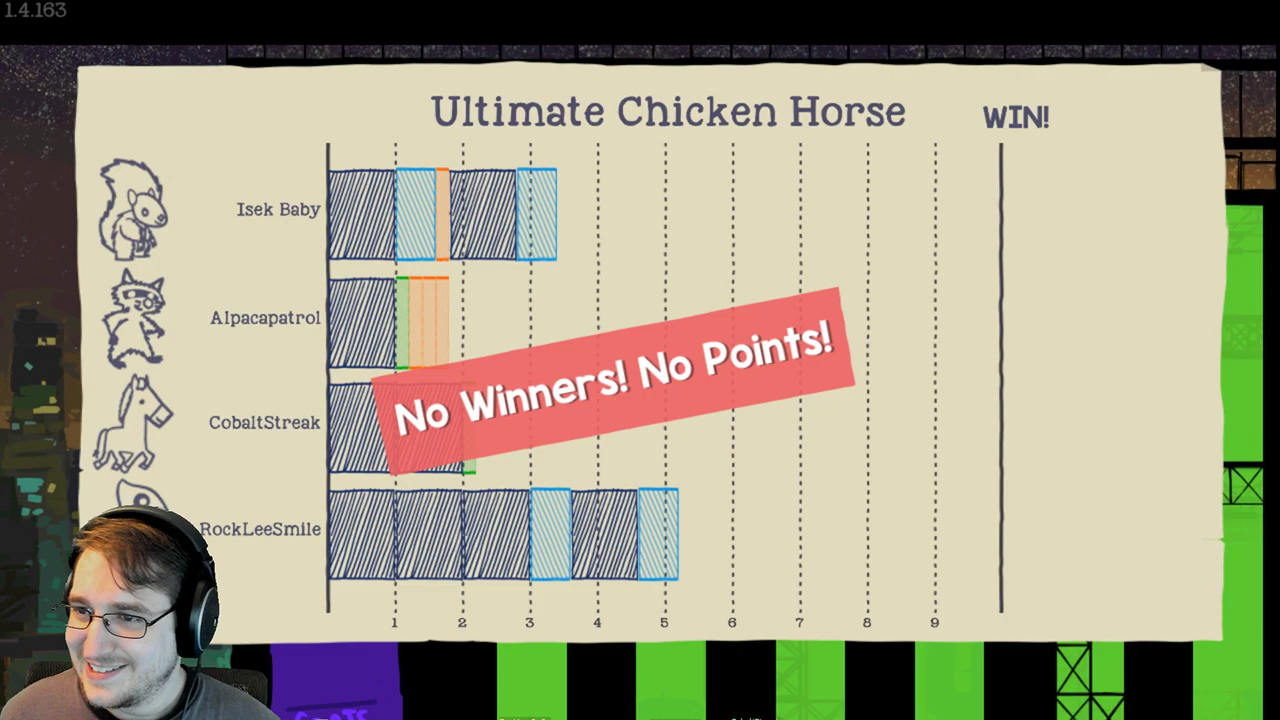 1.4.163
Ultimate Chicken Horse
WIN!
Isek Baby
Alpacapatrol
No Winners! No Points!
CobaltStreak
RockLeeSmile
1 2 3 4 5 6 7 8 9